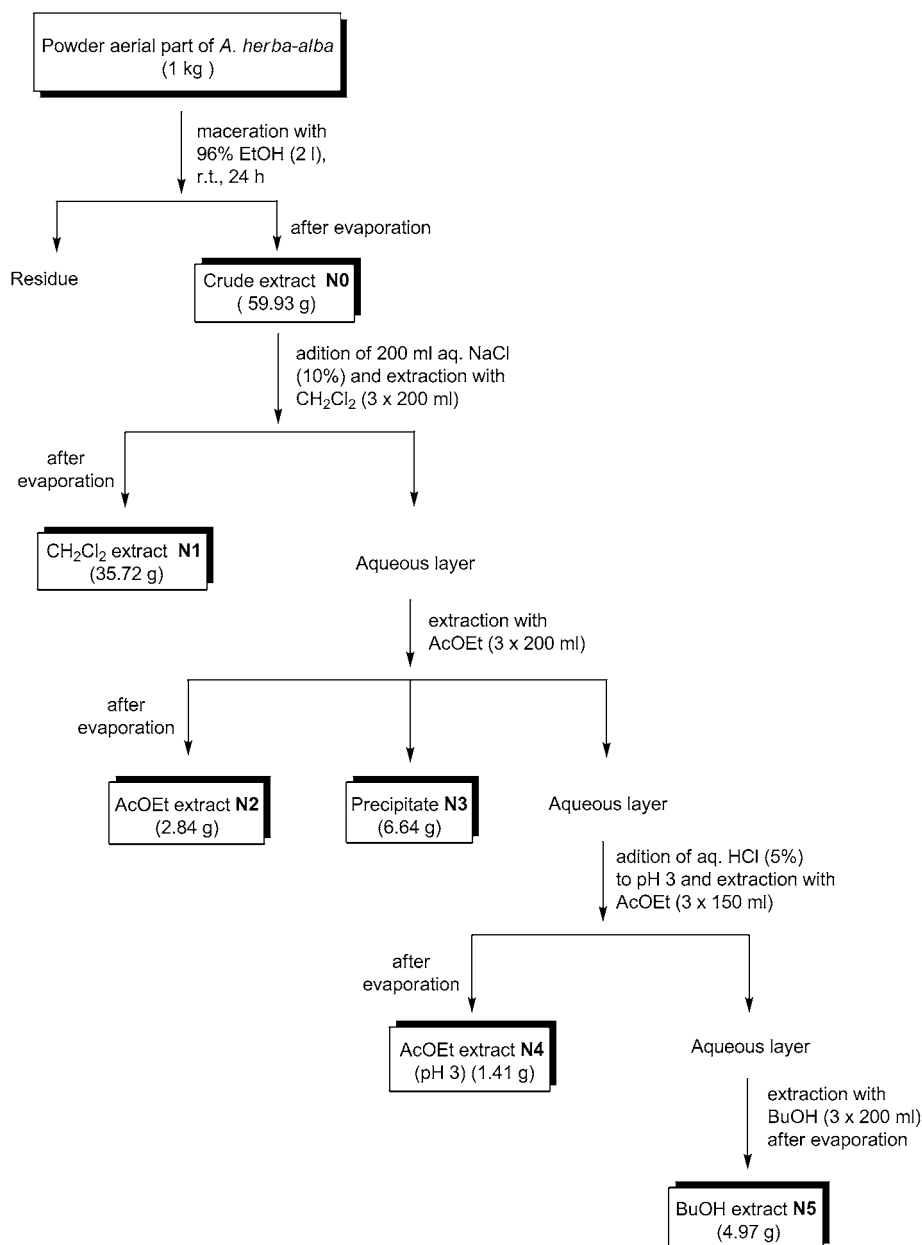 Powder aerial part of A. herba-alba
(1 kg )
maceration with
96% EtOH (2 l),
r.t., 24 h
after evaporation
Residue
Crude extract N0
( 59.93 g)
adition of 200 ml aq. NaCl
(10%) and extraction with
CH₂Cl₂ (3 x 200 ml)
after
evaporation
CH₂Cl₂ extract N1
(35.72 g)
Aqueous layer
extraction with
AcOEt (3 x 200 ml)
after
evaporation
AcOEt extract N2
(2.84 g)
Precipitate N3
(6.64 g)
Aqueous layer
adition of aq. HCl (5%)
to pH 3 and extraction with
AcOEt (3 x 150 ml)
after
evaporation
AcOEt extract N4
(pH 3) (1.41 g)
Aqueous layer
extraction with
BuOH (3 x 200 ml)
after evaporation
BuOH extract N5
(4.97 g)